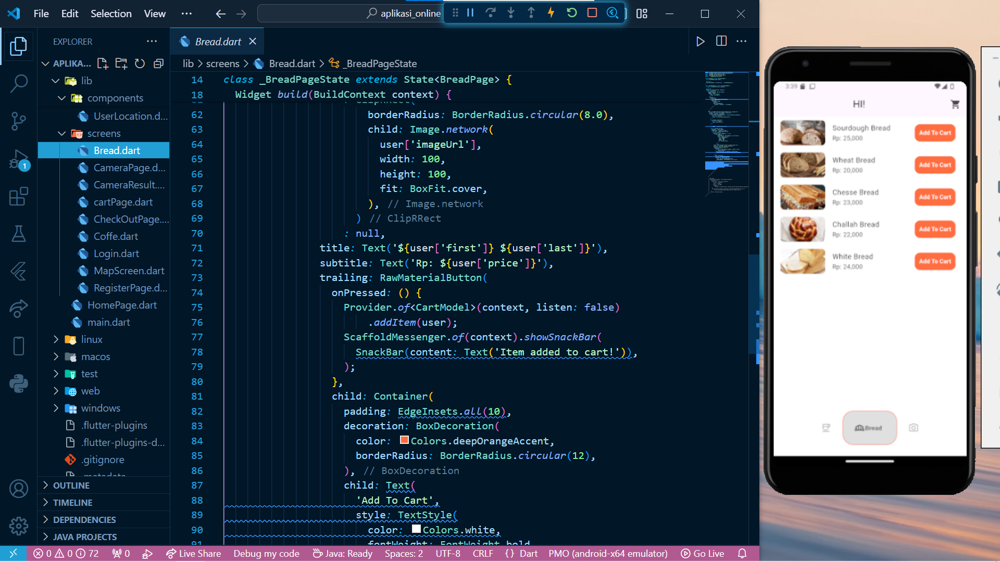 File Edit Selection View ··· aplikasi_online
EXPLORER
APLIKA...
lib
components
UserLocation.d...
screens
Bread.dart
CameraPage.d...
CameraResult....
cartPage.dart
CheckOutPage....
Coffe.dart
Login.dart
MapScreen.dart
RegisterPage.d...
HomePage.dart
main.dart
linux
macos
test
web
windows
.flutter-plugins
.flutter-plugins-d...
.gitignore
.metadata
OUTLINE
TIMELINE
DEPENDENCIES
JAVA PROJECTS
1
Bread.dart
lib > screens > Bread.dart > _BreadPageState
14 class _BreadPageState extends State<BreadPage> {
18 Widget build(BuildContext context) {
61 : ClipRRect(
62 borderRadius: BorderRadius.circular(8.0),
63 child: Image.network(
64 user['imageUrl'],
65 width: 100,
66 height: 100,
67 fit: BoxFit.cover,
68 ), // Image.network
69 ) // ClipRRect
70 : null,
71 title: Text('${user['first']} ${user['last']}'),
72 subtitle: Text('Rp: ${user['price']}'),
73 trailing: RawMaterialButton(
74 onPressed: () {
75 Provider.of<CartModel>(context, listen: false)
76 .addItem(user);
77 ScaffoldMessenger.of(context).showSnackBar(
78 SnackBar(content: Text('Item added to cart!')),
79 );
80 },
81 child: Container(
82 padding: EdgeInsets.all(10),
83 decoration: BoxDecoration(
84 color: Colors.deepOrangeAccent,
85 borderRadius: BorderRadius.circular(12),
86 ), // BoxDecoration
87 child: Text(
88 'Add To Cart',
89 style: TextStyle(
90 color: Colors.white,
91 fontWeight: FontWeight.bold
0 0 72 0 Live Share Debug my code Java: Ready Spaces: 2 UTF-8 CRLF {} Dart PMO (android-x64 emulator) Go Live
3:39
HI!
Sourdough Bread
Rp: 25,000
Add To Cart
Wheat Bread
Rp: 20,000
Add To Cart
Chesse Bread
Rp: 23,000
Add To Cart
Challah Bread
Rp: 22,000
Add To Cart
White Bread
Rp: 24,000
Add To Cart
Bread